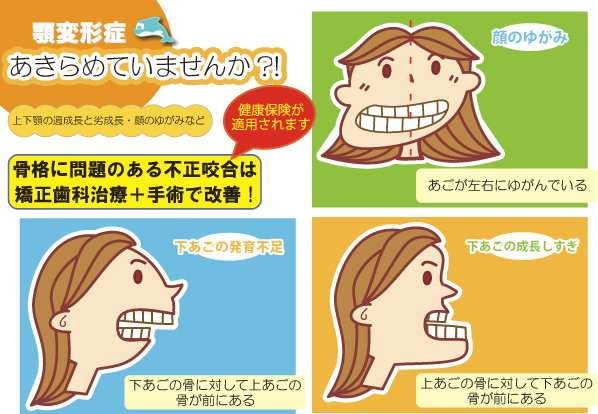 顎変形症
あきらめていませんか?!
上下顎の過成長と劣成長・顔のゆがみなど
健康保険が
適用されます
骨格に問題のある不正咬合は
矯正歯科治療+手術で改善!
顔のゆがみ
あごが左右にゆがんでいる
下あごの発育不足
下あごの骨に対して上あごの
骨が前にある
下あごの成長しすぎ
上あごの骨に対して下あごの
骨が前にある